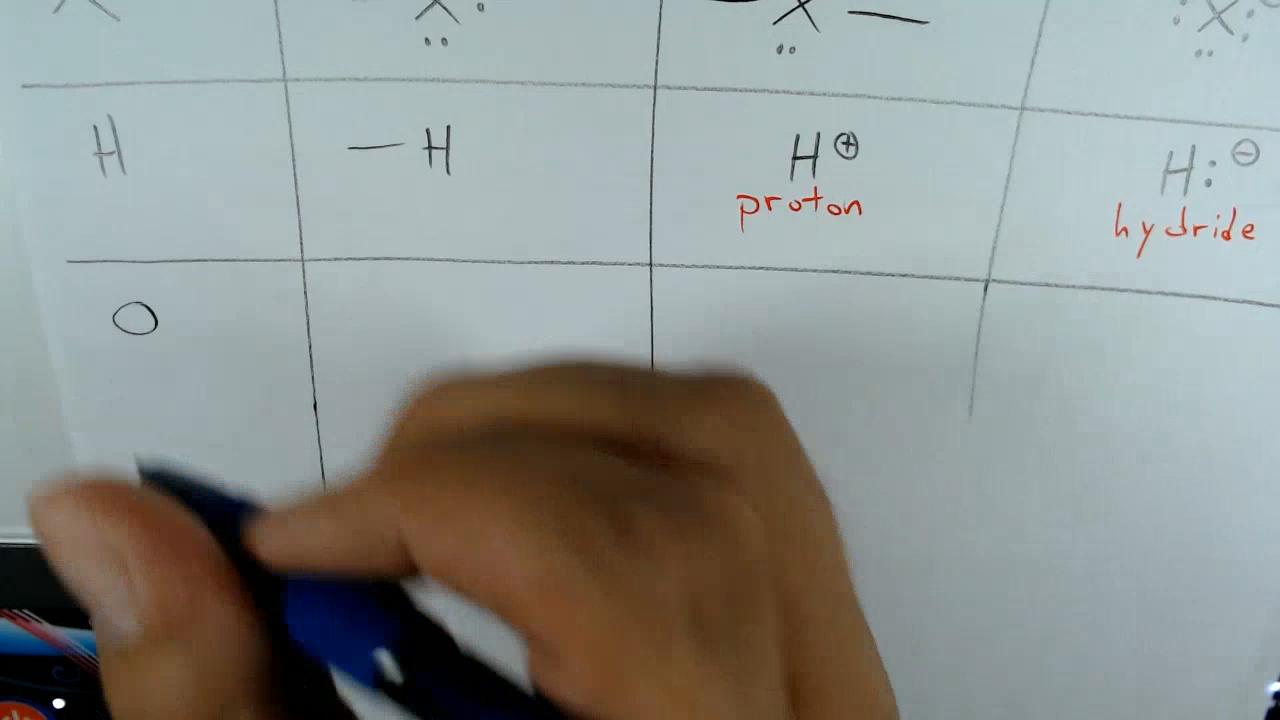 X X X — X
H — H H ⊕ H: ⊖
proton hydride
O